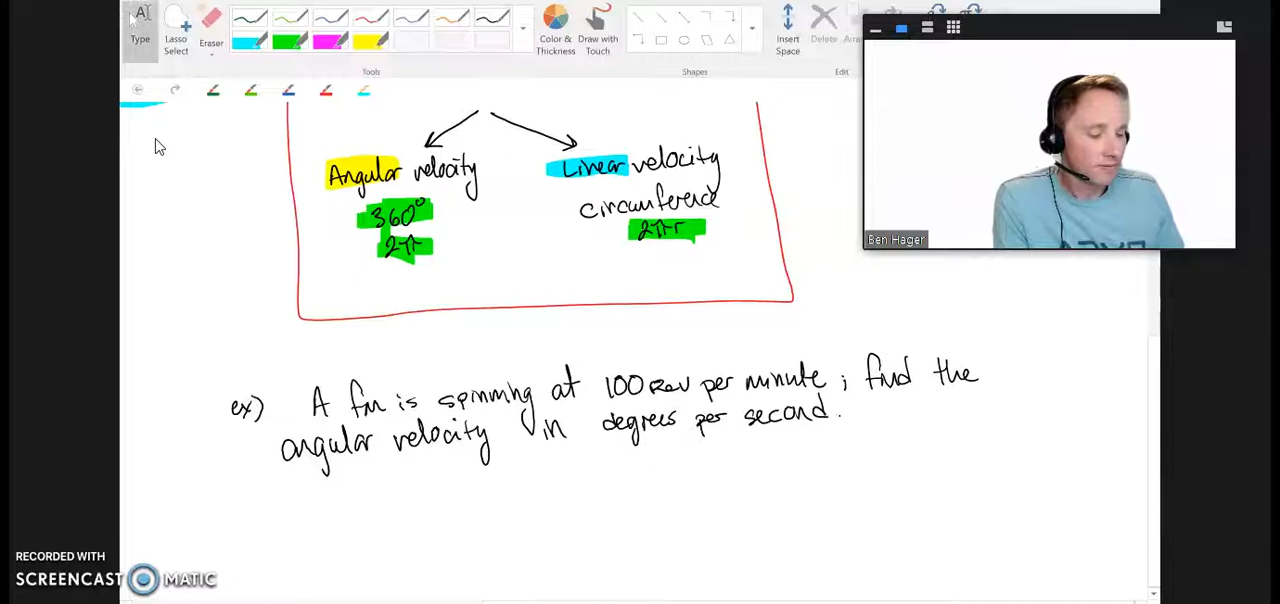 Type
Lasso
Select
Eraser
Color &
Thickness
Draw with
Touch
Insert
Space
Delete
Tools
Shapes
Edit
Ben Hager
Angular velocity
360°
2π
Linear velocity
circumference
2πr
ex) A fan is spinning at 100 rev per minute; find the
angular velocity in degrees per second.
RECORDED WITH
SCREENCAST MATIC